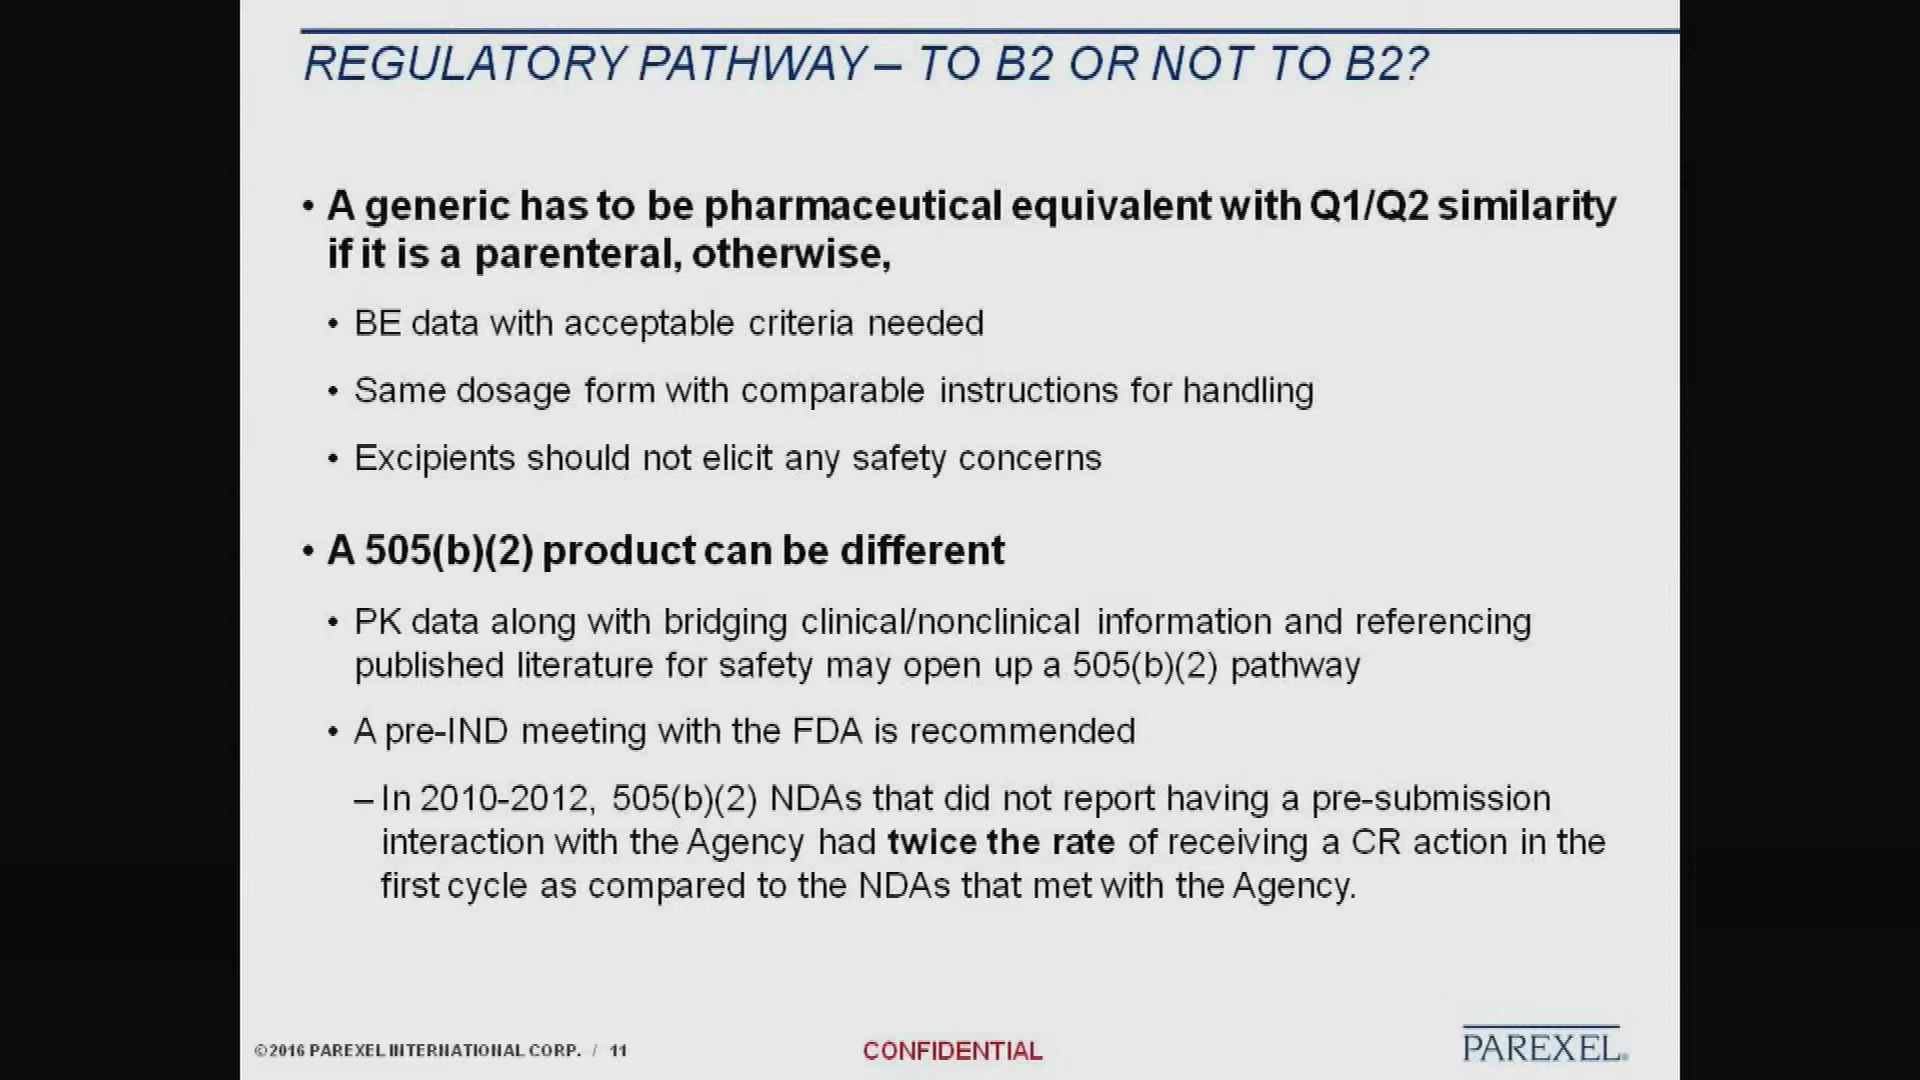 REGULATORY PATHWAY – TO B2 OR NOT TO B2?
• A generic has to be pharmaceutical equivalent with Q1/Q2 similarity
if it is a parenteral, otherwise,
• BE data with acceptable criteria needed
• Same dosage form with comparable instructions for handling
• Excipients should not elicit any safety concerns
• A 505(b)(2) product can be different
• PK data along with bridging clinical/nonclinical information and referencing
published literature for safety may open up a 505(b)(2) pathway
• A pre-IND meeting with the FDA is recommended
– In 2010-2012, 505(b)(2) NDAs that did not report having a pre-submission
interaction with the Agency had twice the rate of receiving a CR action in the
first cycle as compared to the NDAs that met with the Agency.
©2016 PAREXEL INTERNATIONAL CORP. / 11
CONFIDENTIAL
PAREXEL®